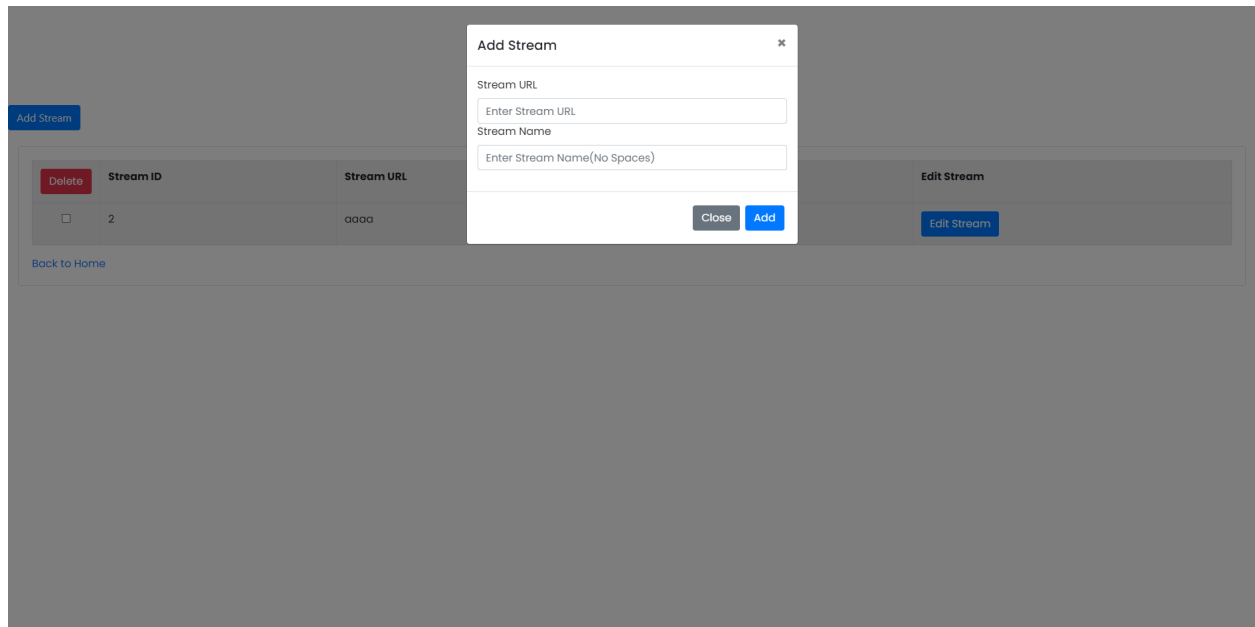 Add Stream ×
Stream URL
Enter Stream URL
Add Stream
Stream Name
Enter Stream Name(No Spaces)
Delete Stream ID Stream URL Edit Stream
2 aaaa Edit Stream
Close Add
Back to Home